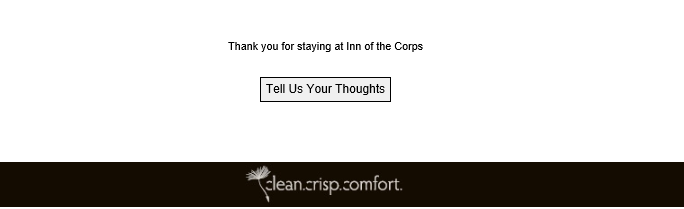 Thank you for staying at Inn of the Corps
Tell Us Your Thoughts
clean.crisp.comfort.